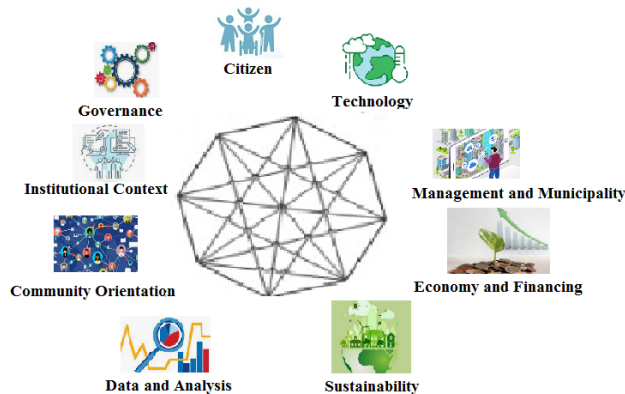 Citizen
Governance
Technology
Institutional Context
Management and Municipality
Community Orientation
Economy and Financing
Data and Analysis
Sustainability